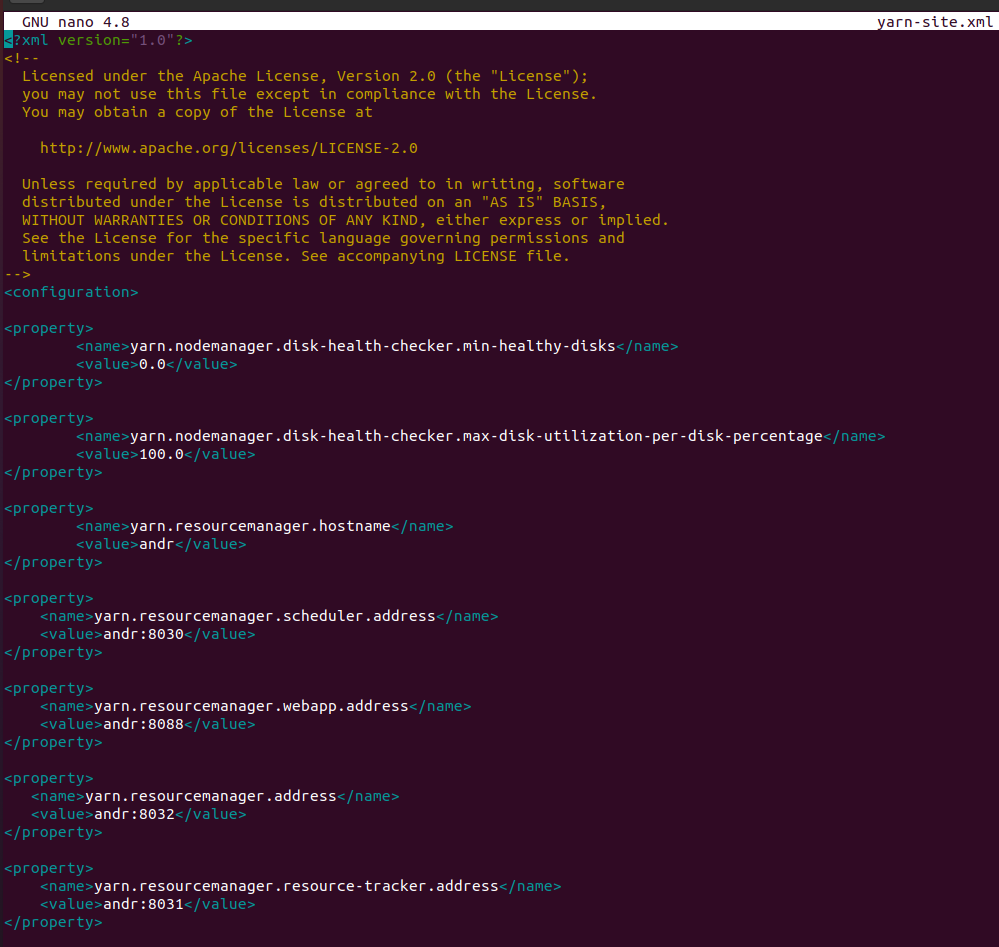 GNU nano 4.8 yarn-site.xml
<?xml version="1.0"?>
<!--
  Licensed under the Apache License, Version 2.0 (the "License");
  you may not use this file except in compliance with the License.
  You may obtain a copy of the License at

    http://www.apache.org/licenses/LICENSE-2.0

  Unless required by applicable law or agreed to in writing, software
  distributed under the License is distributed on an "AS IS" BASIS,
  WITHOUT WARRANTIES OR CONDITIONS OF ANY KIND, either express or implied.
  See the License for the specific language governing permissions and
  limitations under the License. See accompanying LICENSE file.
-->
<configuration>

<property>
        <name>yarn.nodemanager.disk-health-checker.min-healthy-disks</name>
        <value>0.0</value>
</property>

<property>
        <name>yarn.nodemanager.disk-health-checker.max-disk-utilization-per-disk-percentage</name>
        <value>100.0</value>
</property>

<property>
        <name>yarn.resourcemanager.hostname</name>
        <value>andr</value>
</property>

<property>
    <name>yarn.resourcemanager.scheduler.address</name>
    <value>andr:8030</value>
</property>

<property>
    <name>yarn.resourcemanager.webapp.address</name>
    <value>andr:8088</value>
</property>

<property>
   <name>yarn.resourcemanager.address</name>
   <value>andr:8032</value>
</property>

<property>
    <name>yarn.resourcemanager.resource-tracker.address</name>
    <value>andr:8031</value>
</property>